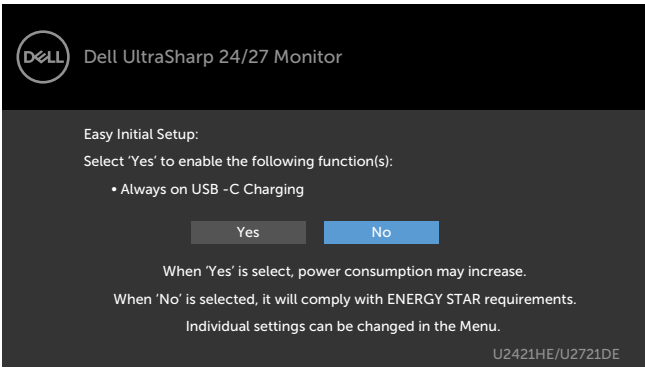 DELL
Dell UltraSharp 24/27 Monitor
Easy Initial Setup:
Select ‘Yes’ to enable the following function(s):
• Always on USB -C Charging
Yes
No
When ‘Yes’ is select, power consumption may increase.
When ‘No’ is selected, it will comply with ENERGY STAR requirements.
Individual settings can be changed in the Menu.
U2421HE/U2721DE